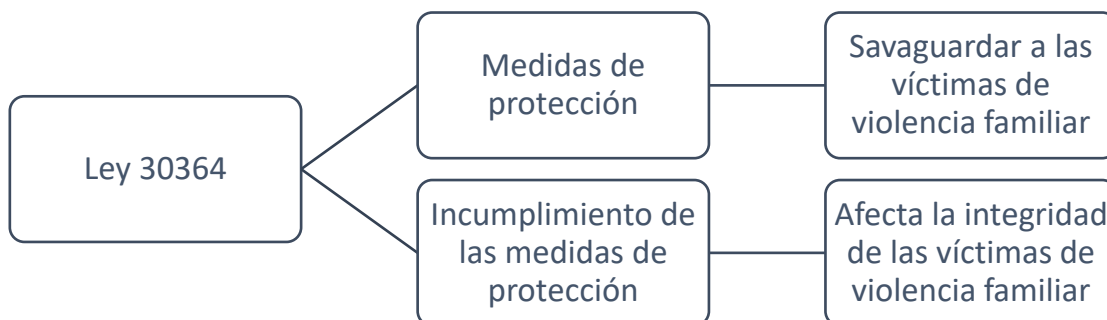 Ley 30364
Medidas de
protección
Savaguardar a las
víctimas de
violencia familiar
Incumplimiento de
las medidas de
protección
Afecta la integridad
de las víctimas de
violencia familiar